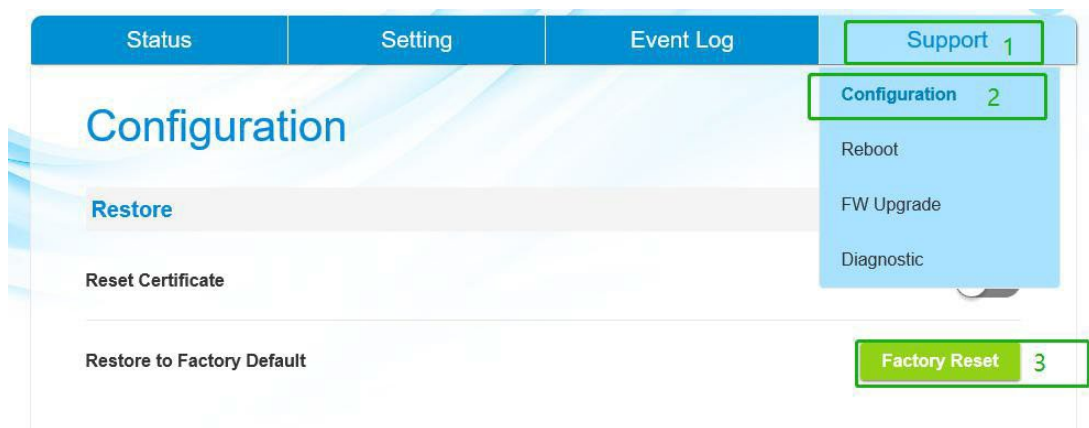 Status Setting Event Log Support 1
Configuration 2
Configuration
Reboot
Restore
FW Upgrade
Diagnostic
Reset Certificate
Restore to Factory Default Factory Reset 3